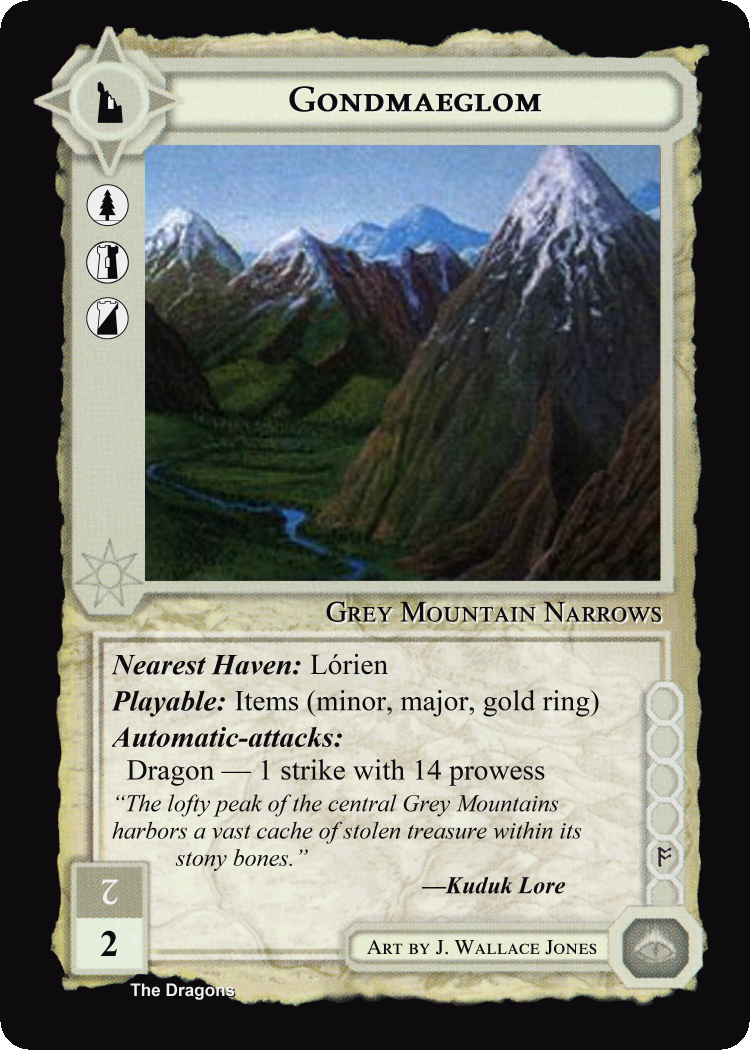 Gondmaeglom
Grey Mountain Narrows
Nearest Haven: Lórien
Playable: Items (minor, major, gold ring)
Automatic-attacks:
Dragon — 1 strike with 14 prowess
“The lofty peak of the central Grey Mountains
harbors a vast cache of stolen treasure within its
stony bones.”
—Kuduk Lore
2
2
Art by J. Wallace Jones
The Dragons